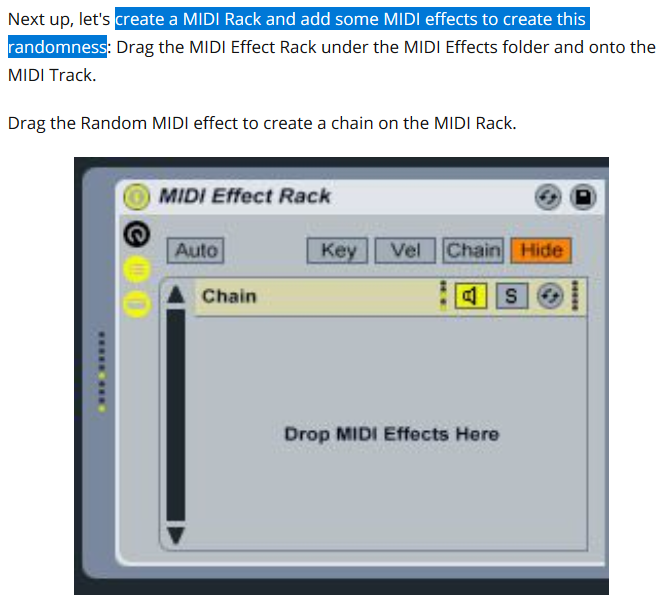 Next up, let's create a MIDI Rack and add some MIDI effects to create this
randomness: Drag the MIDI Effect Rack under the MIDI Effects folder and onto the
MIDI Track.
Drag the Random MIDI effect to create a chain on the MIDI Rack.
MIDI Effect Rack
Auto Key Vel Chain Hide
Chain S
Drop MIDI Effects Here